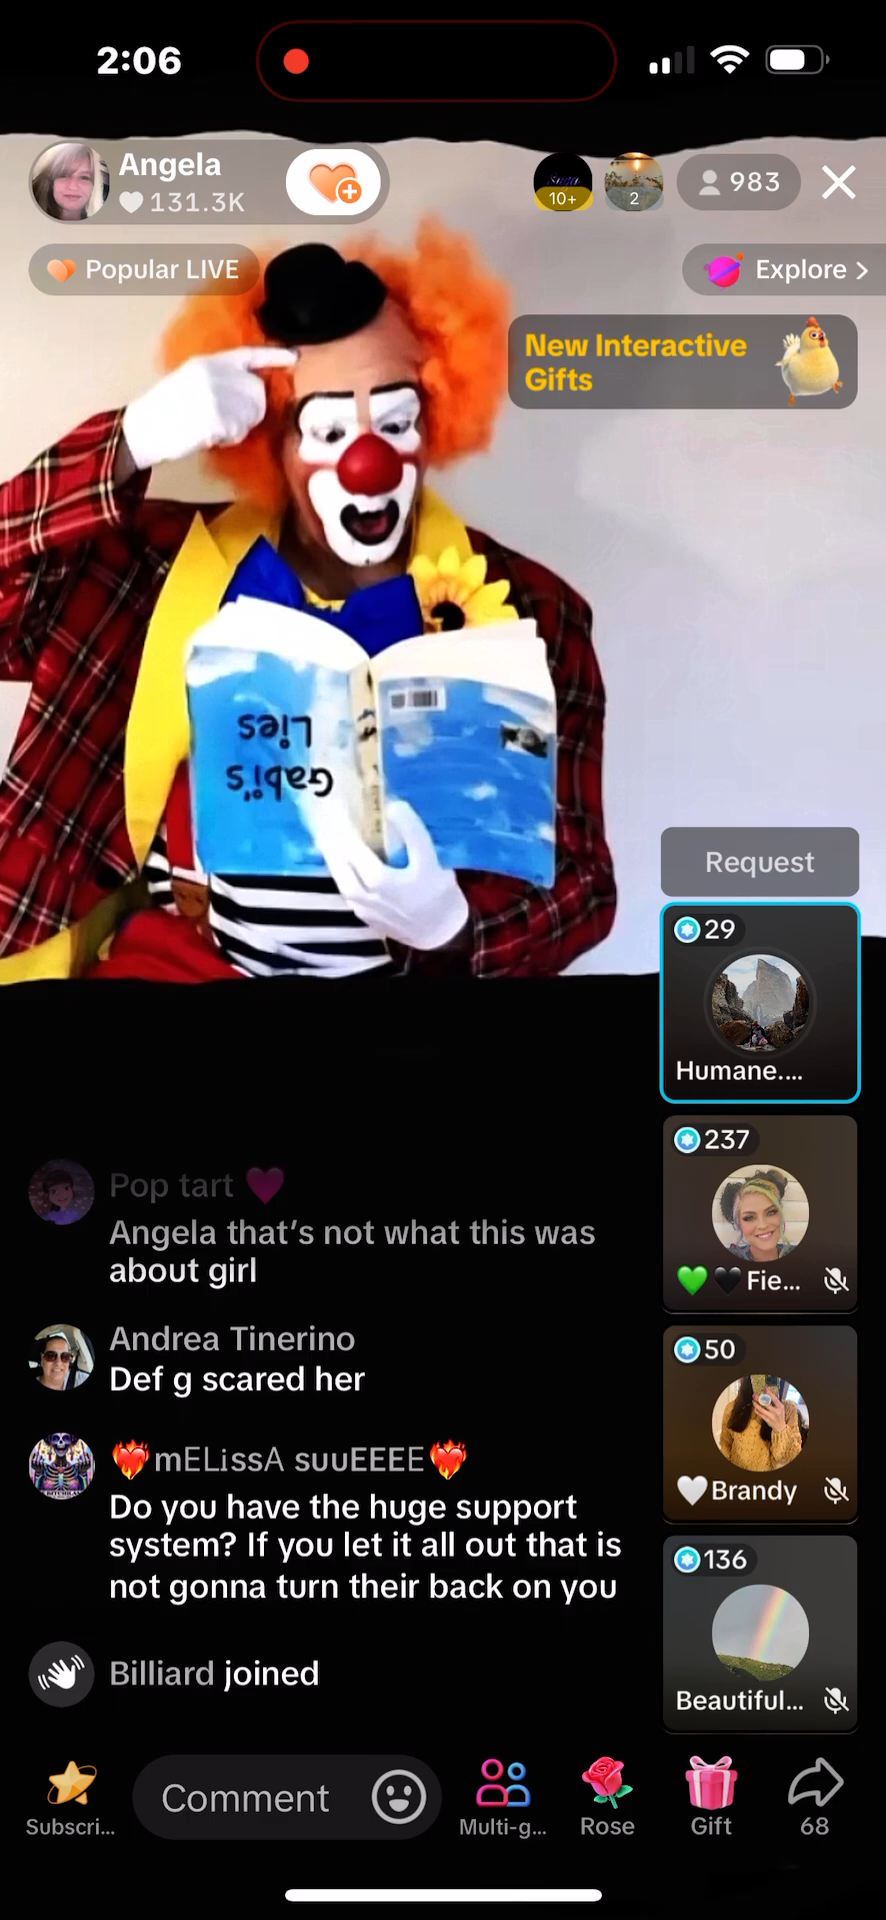 2:06
Angela
131.3K
10+
2
983
Popular LIVE
Explore >
New Interactive
Gifts
Gabi's
Lies
Request
29
Humane....
237
Fie...
50
Brandy
136
Beautiful...
Pop tart
Angela that's not what this was
about girl
Andrea Tinerino
Def g scared her
mELissA suuEEEE
Do you have the huge support
system? If you let it all out that is
not gonna turn their back on you
Billiard joined
Subscri...
Comment
Multi-g...
Rose
Gift
68